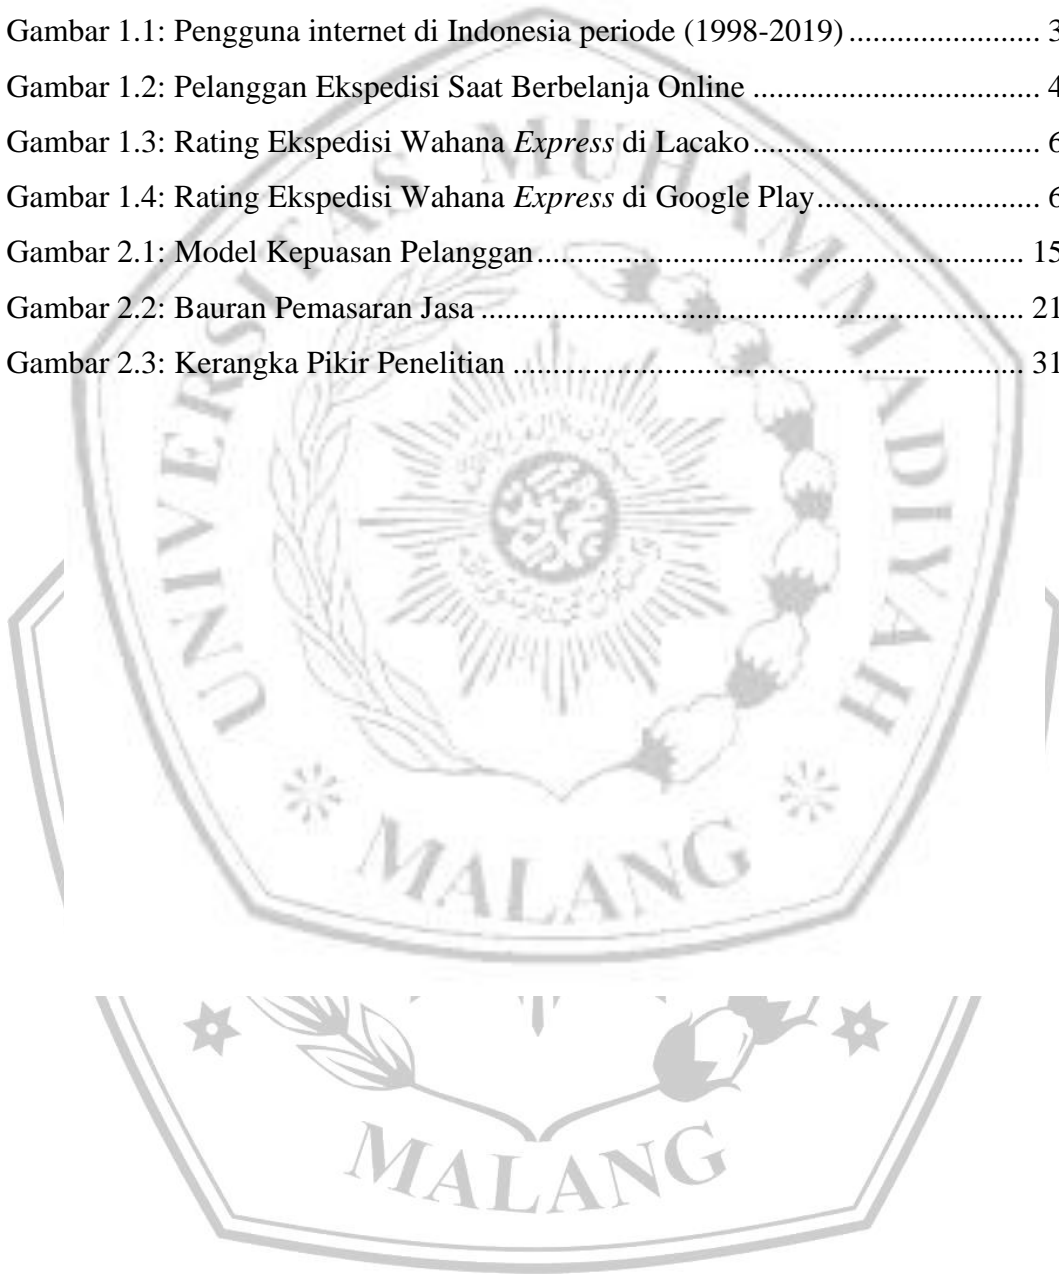 Gambar 1.1: Pengguna internet di Indonesia periode (1998-2019) ...................... 3
Gambar 1.2: Pelanggan Ekspedisi Saat Berbelanja Online ................................. 4
Gambar 1.3: Rating Ekspedisi Wahana Express di Lacako ................................. 6
Gambar 1.4: Rating Ekspedisi Wahana Express di Google Play .......................... 6
Gambar 2.1: Model Kepuasan Pelanggan ........................................................ 15
Gambar 2.2: Bauran Pemasaran Jasa ............................................................... 21
Gambar 2.3: Kerangka Pikir Penelitian ........................................................... 31
UNIVERSITAS MUHAMMADIYAH
MALANG
MALANG